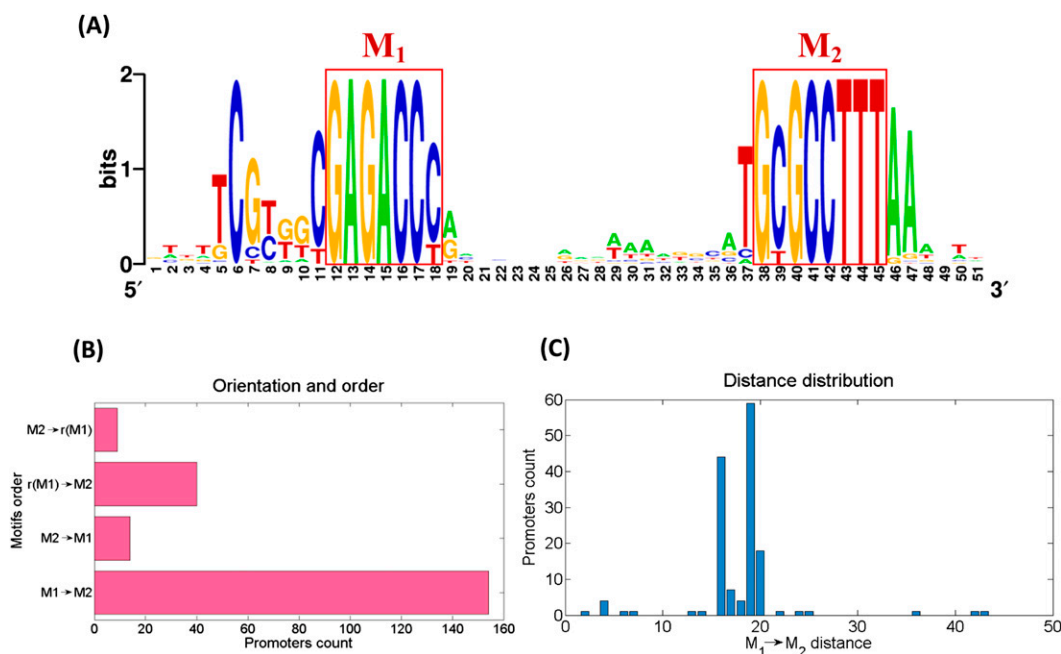 (A)
M1
M2
2
bits
1
0
TCGTGGCGAGACCCA
TGCGCCTTTAA
1 2 3 4 5 6 7 8 9 10 11 12 13 14 15 16 17 18 19 20 21 22 23 24 25 26 27 28 29 30 31 32 33 34 35 36 37 38 39 40 41 42 43 44 45 46 47 48 49 50 51
5′
3′
(B)
Orientation and order
M2→r(M1)
r(M1)→M2
M2→M1
M1→M2
Motifs order
0 20 40 60 80 100 120 140 160
Promoters count
(C)
Distance distribution
60
50
40
30
20
10
0
Promoters count
0 10 20 30 40 50
M1→M2 distance